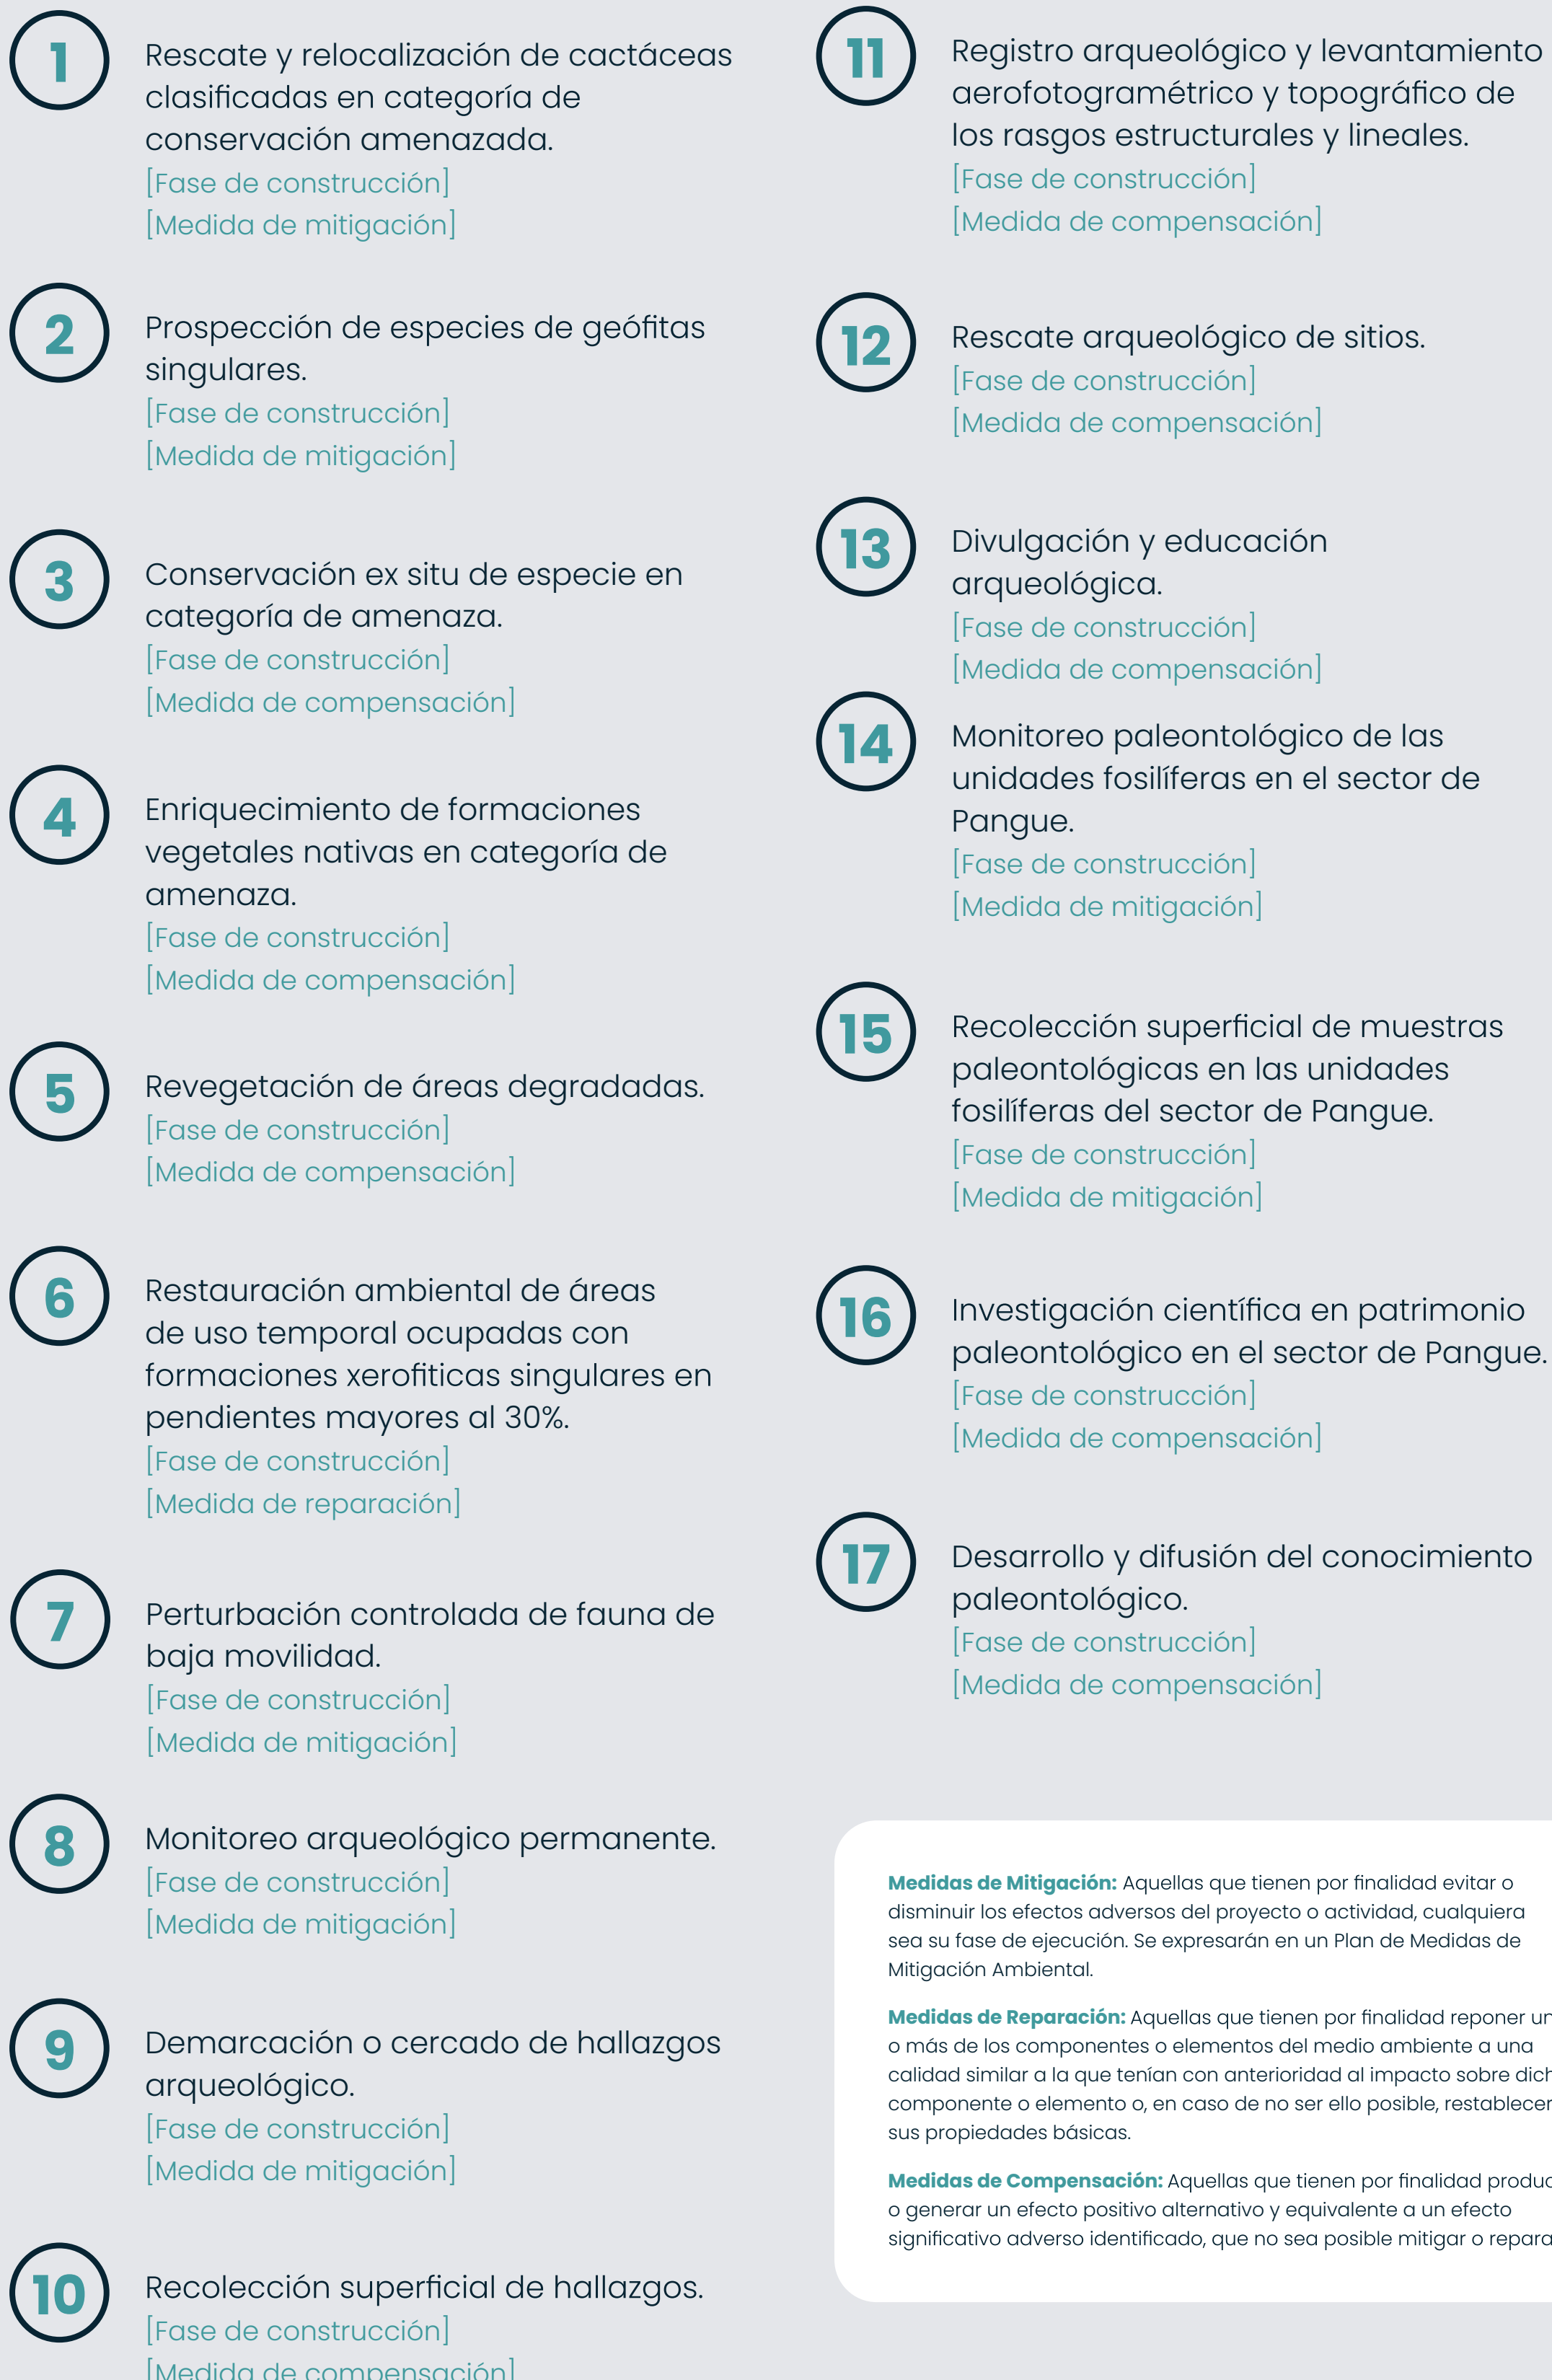 1
Rescate y relocalización de cactáceas
clasificadas en categoría de
conservación amenazada.
[Fase de construcción]
[Medida de mitigación]
2
Prospección de especies de geófitas
singulares.
[Fase de construcción]
[Medida de mitigación]
3
Conservación ex situ de especie en
categoría de amenaza.
[Fase de construcción]
[Medida de compensación]
4
Enriquecimiento de formaciones
vegetales nativas en categoría de
amenaza.
[Fase de construcción]
[Medida de compensación]
5
Revegetación de áreas degradadas.
[Fase de construcción]
[Medida de compensación]
6
Restauración ambiental de áreas
de uso temporal ocupadas con
formaciones xerofiticas singulares en
pendientes mayores al 30%.
[Fase de construcción]
[Medida de reparación]
7
Perturbación controlada de fauna de
baja movilidad.
[Fase de construcción]
[Medida de mitigación]
8
Monitoreo arqueológico permanente.
[Fase de construcción]
[Medida de mitigación]
9
Demarcación o cercado de hallazgos
arqueológico.
[Fase de construcción]
[Medida de mitigación]
10
Recolección superficial de hallazgos.
[Fase de construcción]
[Medida de compensación]
11
Registro arqueológico y levantamiento
aerofotogramétrico y topográfico de
los rasgos estructurales y lineales.
[Fase de construcción]
[Medida de compensación]
12
Rescate arqueológico de sitios.
[Fase de construcción]
[Medida de compensación]
13
Divulgación y educación
arqueológica.
[Fase de construcción]
[Medida de compensación]
14
Monitoreo paleontológico de las
unidades fosilíferas en el sector de
Pangue.
[Fase de construcción]
[Medida de mitigación]
15
Recolección superficial de muestras
paleontológicas en las unidades
fosilíferas del sector de Pangue.
[Fase de construcción]
[Medida de mitigación]
16
Investigación científica en patrimonio
paleontológico en el sector de Pangue.
[Fase de construcción]
[Medida de compensación]
17
Desarrollo y difusión del conocimiento
paleontológico.
[Fase de construcción]
[Medida de compensación]
Medidas de Mitigación: Aquellas que tienen por finalidad evitar o
disminuir los efectos adversos del proyecto o actividad, cualquiera
sea su fase de ejecución. Se expresarán en un Plan de Medidas de
Mitigación Ambiental.
Medidas de Reparación: Aquellas que tienen por finalidad reponer
o más de los componentes o elementos del medio ambiente a una
calidad similar a la que tenían con anterioridad al impacto sobre
componente o elemento o, en caso de no ser ello posible, restablecer
sus propiedades básicas.
Medidas de Compensación: Aquellas que tienen por finalidad
o generar un efecto positivo alternativo y equivalente a un efecto
significativo adverso identificado, que no sea posible mitigar o